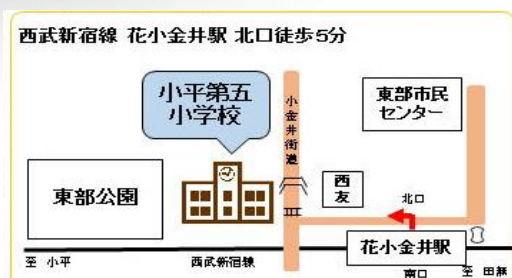 西武新宿線 花小金井駅 北口徒歩5分
小平第五
小学校
小金井街道
東部市民
センター
東部公園
西友
北口
花小金井駅
至 小平
西武新宿線
南口
至 田無